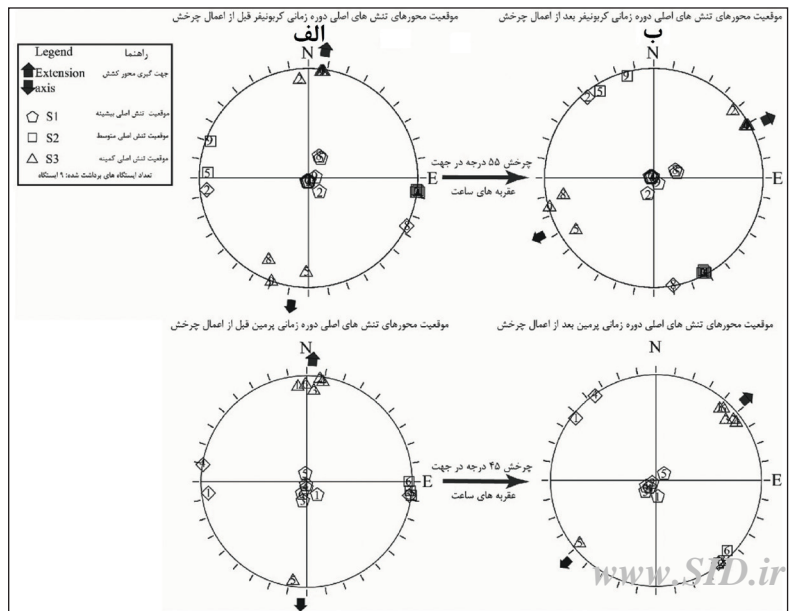 موقعیت محورهای تنش های اصلی دوره زمانی کربونیفر قبل از اعمال چرخش
موقعیت محورهای تنش های اصلی دوره زمانی کربونیفر بعد از اعمال چرخش
الف
ب
Legend راهنما
Extension axis جهت گیری محور کشش
S1 موقعیت تنش اصلی بیشینه
S2 موقعیت تنش اصلی متوسط
S3 موقعیت تنش اصلی کمینه
تعداد ایستگاه های برداشت شده: ۹ ایستگاه
N
E
N
E
چرخش ۵۵ درجه در جهت
عقربه های ساعت
موقعیت محورهای تنش های اصلی دوره زمانی پرمین قبل از اعمال چرخش
موقعیت محورهای تنش های اصلی دوره زمانی پرمین بعد از اعمال چرخش
N
E
N
E
چرخش ۴۵ درجه در جهت
عقربه های ساعت
www.SID.ir